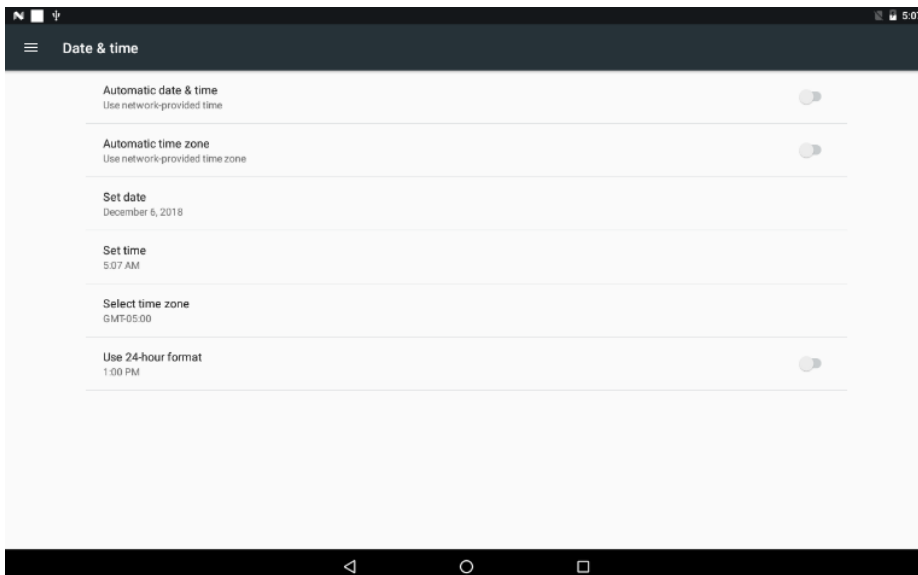 5:07
Date & time
Automatic date & time
Use network-provided time
Automatic time zone
Use network-provided time zone
Set date
December 6, 2018
Set time
5:07 AM
Select time zone
GMT-05:00
Use 24-hour format
1:00 PM